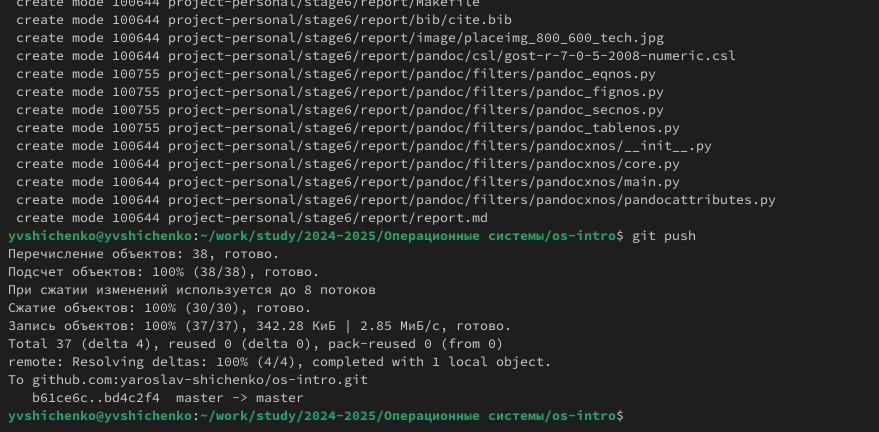 create mode 100644 project-personal/stage6/report/Makefile
create mode 100644 project-personal/stage6/report/bib/cite.bib
create mode 100644 project-personal/stage6/report/image/placeimg_800_600_tech.jpg
create mode 100644 project-personal/stage6/report/pandoc/csl/gost-r-7-0-5-2008-numeric.csl
create mode 100755 project-personal/stage6/report/pandoc/filters/pandoc_eqnos.py
create mode 100755 project-personal/stage6/report/pandoc/filters/pandoc_fignos.py
create mode 100755 project-personal/stage6/report/pandoc/filters/pandoc_secnos.py
create mode 100755 project-personal/stage6/report/pandoc/filters/pandoc_tablenos.py
create mode 100644 project-personal/stage6/report/pandoc/filters/pandocxnos/__init__.py
create mode 100644 project-personal/stage6/report/pandoc/filters/pandocxnos/core.py
create mode 100644 project-personal/stage6/report/pandoc/filters/pandocxnos/main.py
create mode 100644 project-personal/stage6/report/pandoc/filters/pandocxnos/pandocattributes.py
create mode 100644 project-personal/stage6/report/report.md
yvshichenko@yvshichenko:~/work/study/2024-2025/Операционные системы/os-intro$ git push
Перечисление объектов: 38, готово.
Подсчет объектов: 100% (38/38), готово.
При сжатии изменений используется до 8 потоков
Сжатие объектов: 100% (30/30), готово.
Запись объектов: 100% (37/37), 342.28 КиБ | 2.85 МиБ/с, готово.
Total 37 (delta 4), reused 0 (delta 0), pack-reused 0 (from 0)
remote: Resolving deltas: 100% (4/4), completed with 1 local object.
To github.com:yaroslav-shichenko/os-intro.git
b61ce6c..bd4c2f4  master -> master
yvshichenko@yvshichenko:~/work/study/2024-2025/Операционные системы/os-intro$